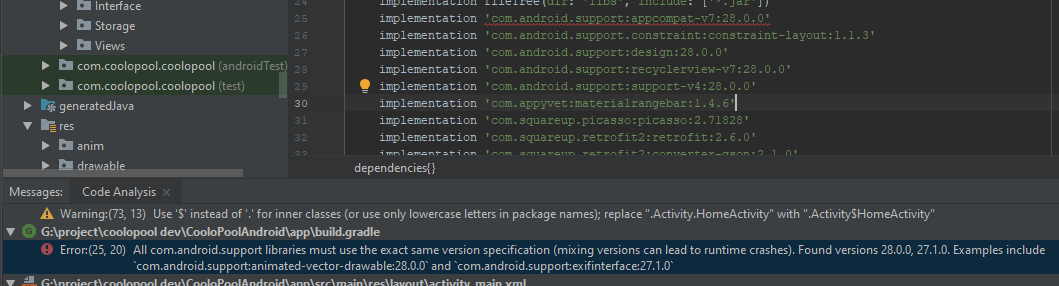 Interface
Storage
Views
com.coolopool.coolopool (androidTest)
com.coolopool.coolopool (test)
generatedJava
res
anim
drawable
24 implementation fileTree(dir: 'libs', include: ['*.jar'])
25 implementation 'com.android.support:appcompat-v7:28.0.0'
26 implementation 'com.android.support.constraint:constraint-layout:1.1.3'
27 implementation 'com.android.support:design:28.0.0'
28 implementation 'com.android.support:recyclerview-v7:28.0.0'
29 implementation 'com.android.support:support-v4:28.0.0'
30 implementation 'com.appyvet:materialrangebar:1.4.6'
31 implementation 'com.squareup.picasso:picasso:2.71828'
32 implementation 'com.squareup.retrofit2:retrofit:2.6.0'
33 implementation 'com.squareup.retrofit2:converter-gson:2.1.0'
dependencies{}
Messages: Code Analysis
Warning:(73, 13) Use '$' instead of '.' for inner classes (or use only lowercase letters in package names); replace ".Activity.HomeActivity" with ".Activity$HomeActivity"
G:\project\coolopool dev\CooloPoolAndroid\app\build.gradle
Error:(25, 20) All com.android.support libraries must use the exact same version specification (mixing versions can lead to runtime crashes). Found versions 28.0.0, 27.1.0. Examples include
`com.android.support:animated-vector-drawable:28.0.0` and `com.android.support:exifinterface:27.1.0`
G:\project\coolopool dev\CooloPoolAndroid\app\src\main\res\layout\activity_main.xml